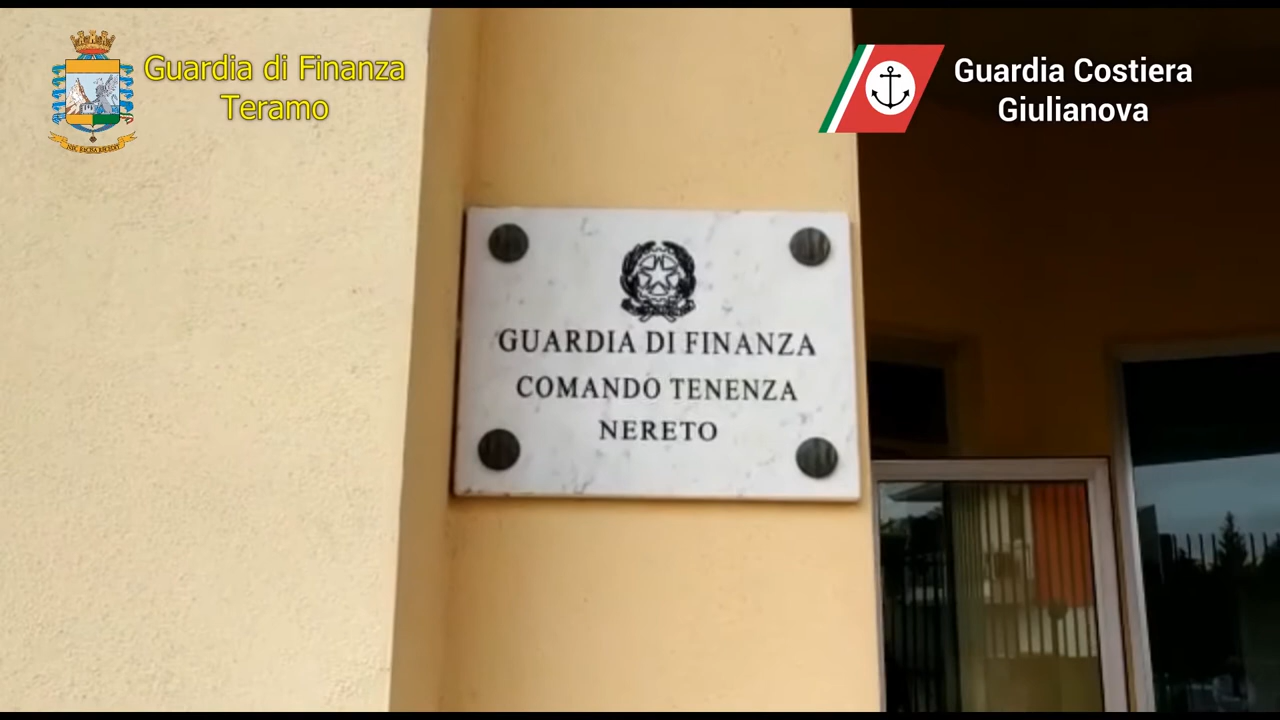 Guardia di Finanza
Teramo
Guardia Costiera
Giulianova
GUARDIA DI FINANZA
COMANDO TENENZA
NERETO